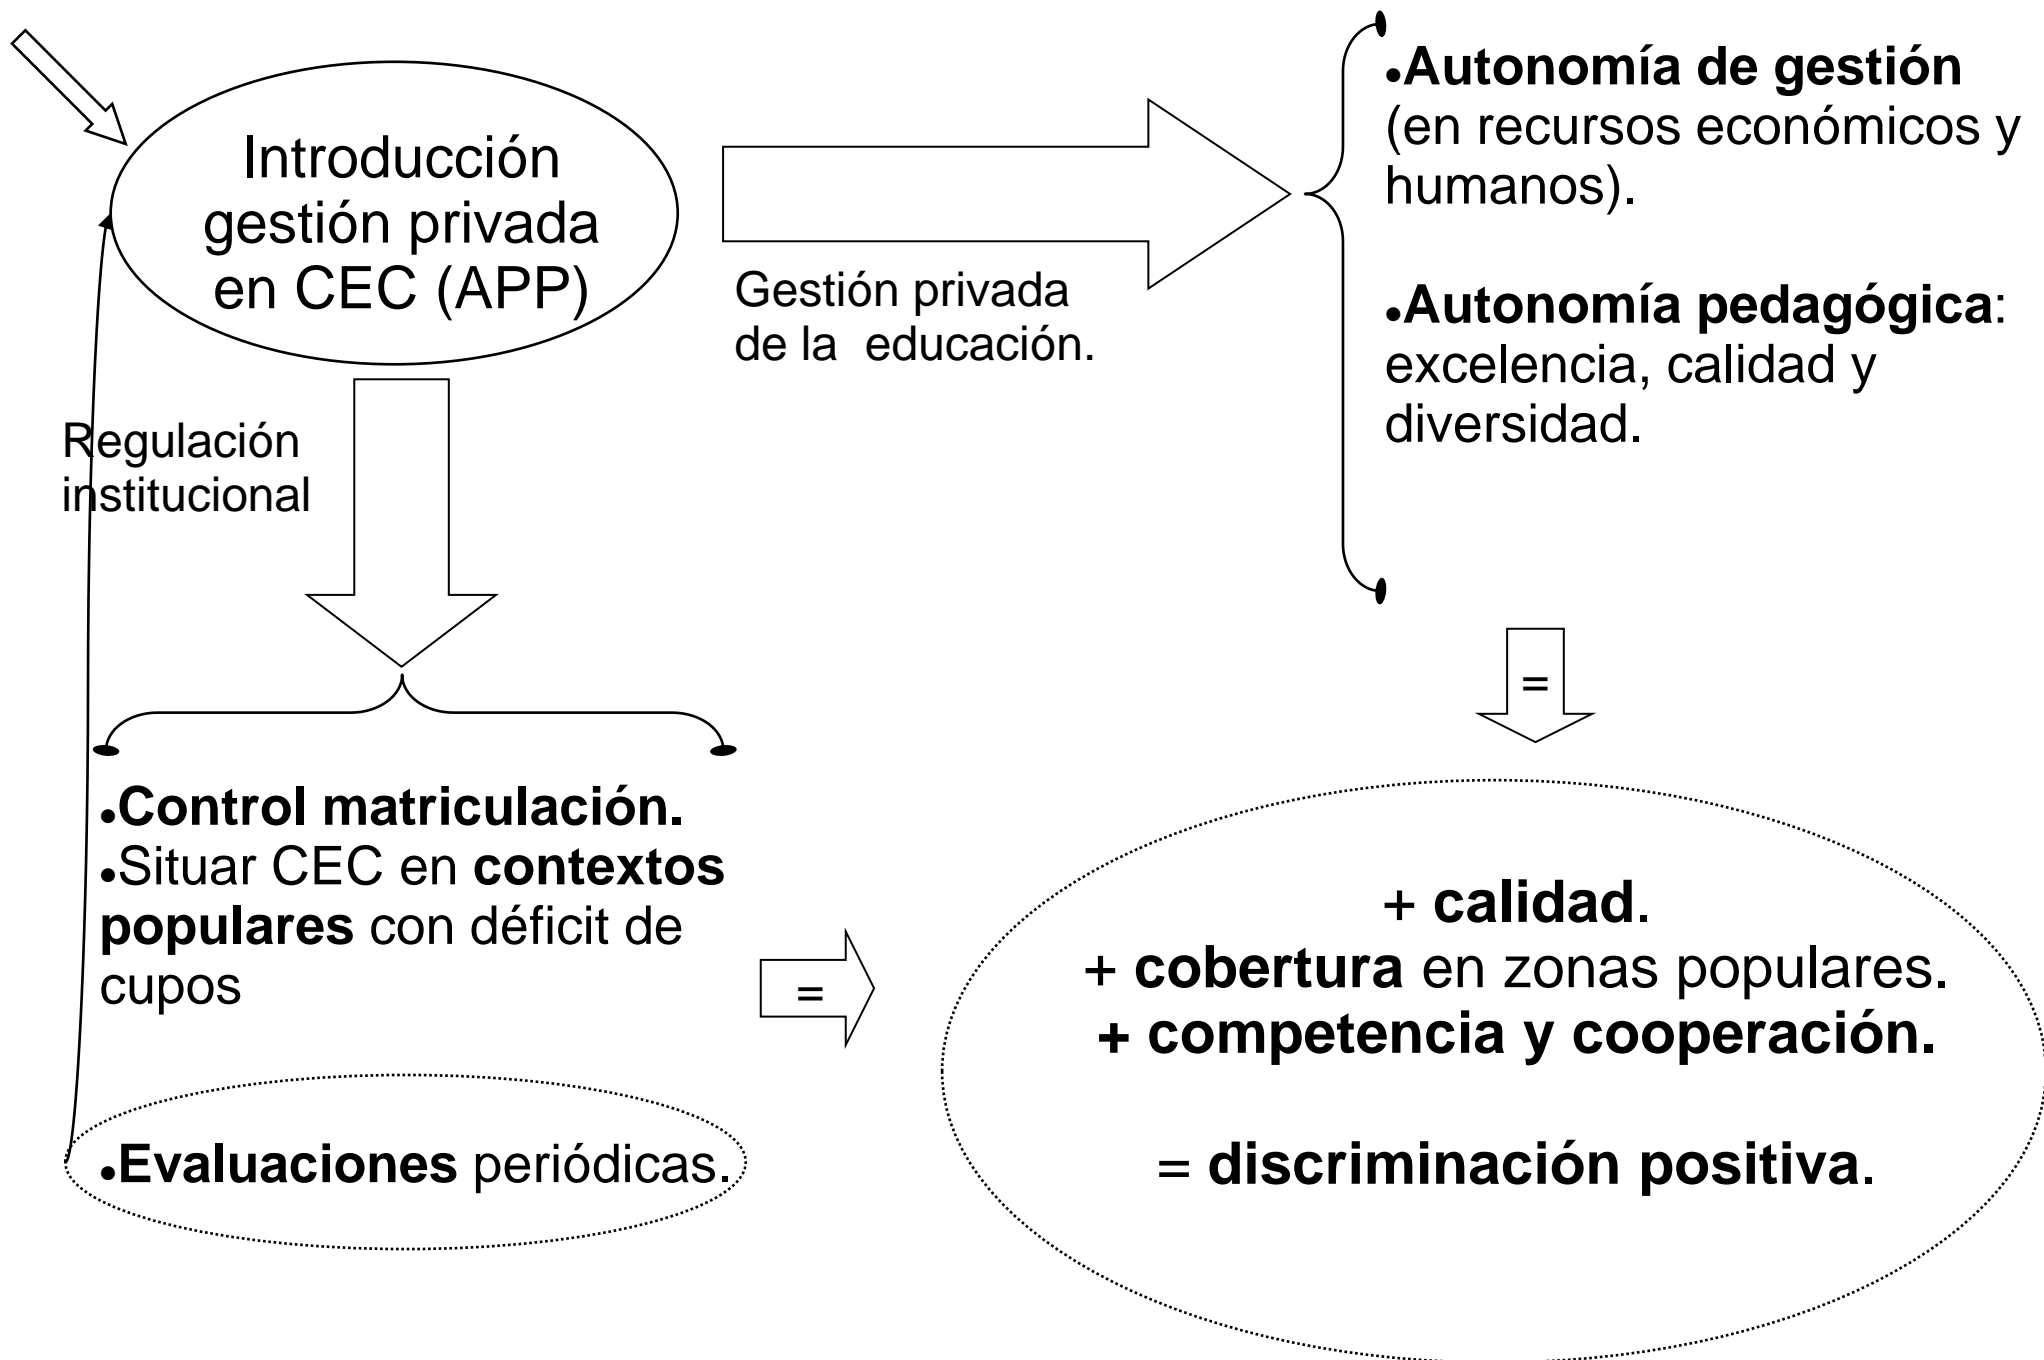 Introducción
gestión privada
en CEC (APP)
Gestión privada
de la  educación.
•Autonomía de gestión
(en recursos económicos y
humanos).
•Autonomía pedagógica:
excelencia, calidad y
diversidad.
Regulación
institucional
=
•Control matriculación.
•Situar CEC en contextos
populares con déficit de
cupos
•Evaluaciones periódicas.
=
+ calidad.
+ cobertura en zonas populares.
+ competencia y cooperación.
= discriminación positiva.